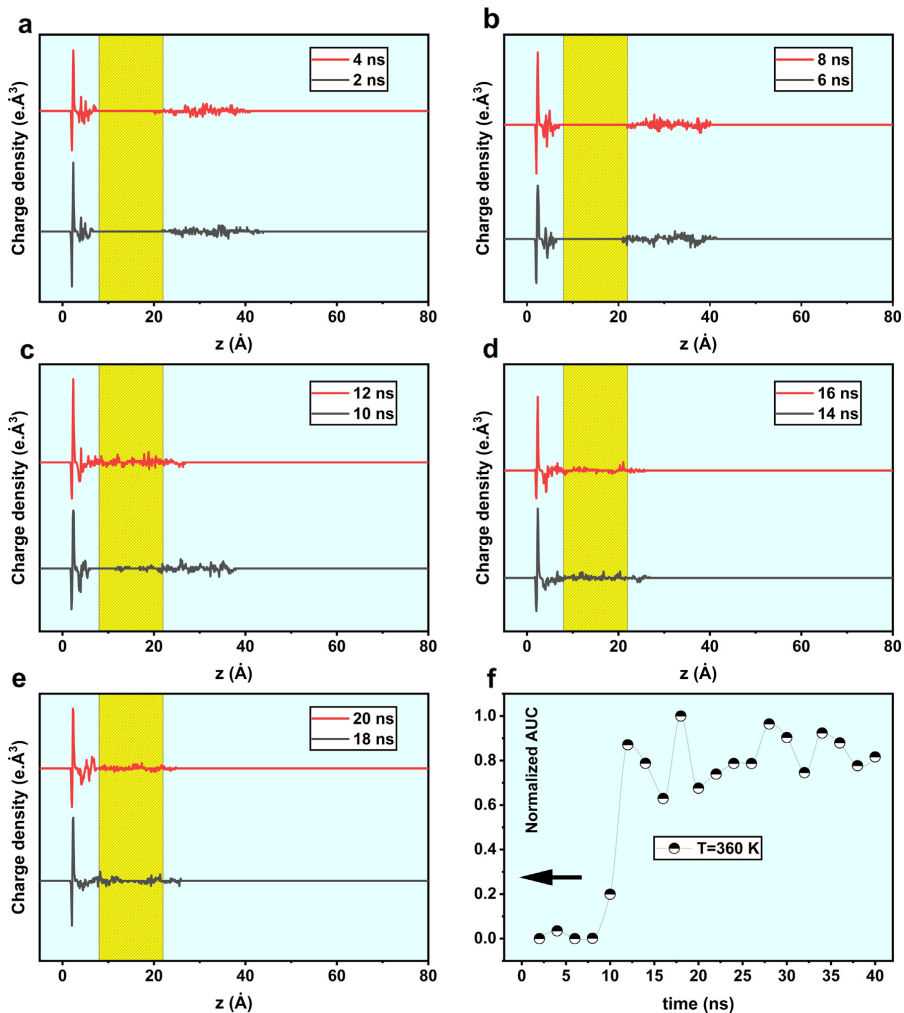 a
4 ns
2 ns
Charge density (e.Å³)
0 20 40 60 80
z (Å)
b
8 ns
6 ns
Charge density (e.Å³)
0 20 40 60 80
z (Å)
c
12 ns
10 ns
Charge density (e.Å³)
0 20 40 60 80
z (Å)
d
16 ns
14 ns
Charge density (e.Å³)
0 20 40 60 80
z (Å)
e
20 ns
18 ns
Charge density (e.Å³)
0 20 40 60 80
z (Å)
f
Normalized AUC
1.0
0.8
0.6
0.4
0.2
0.0
T=360 K
0 5 10 15 20 25 30 35 40
time (ns)